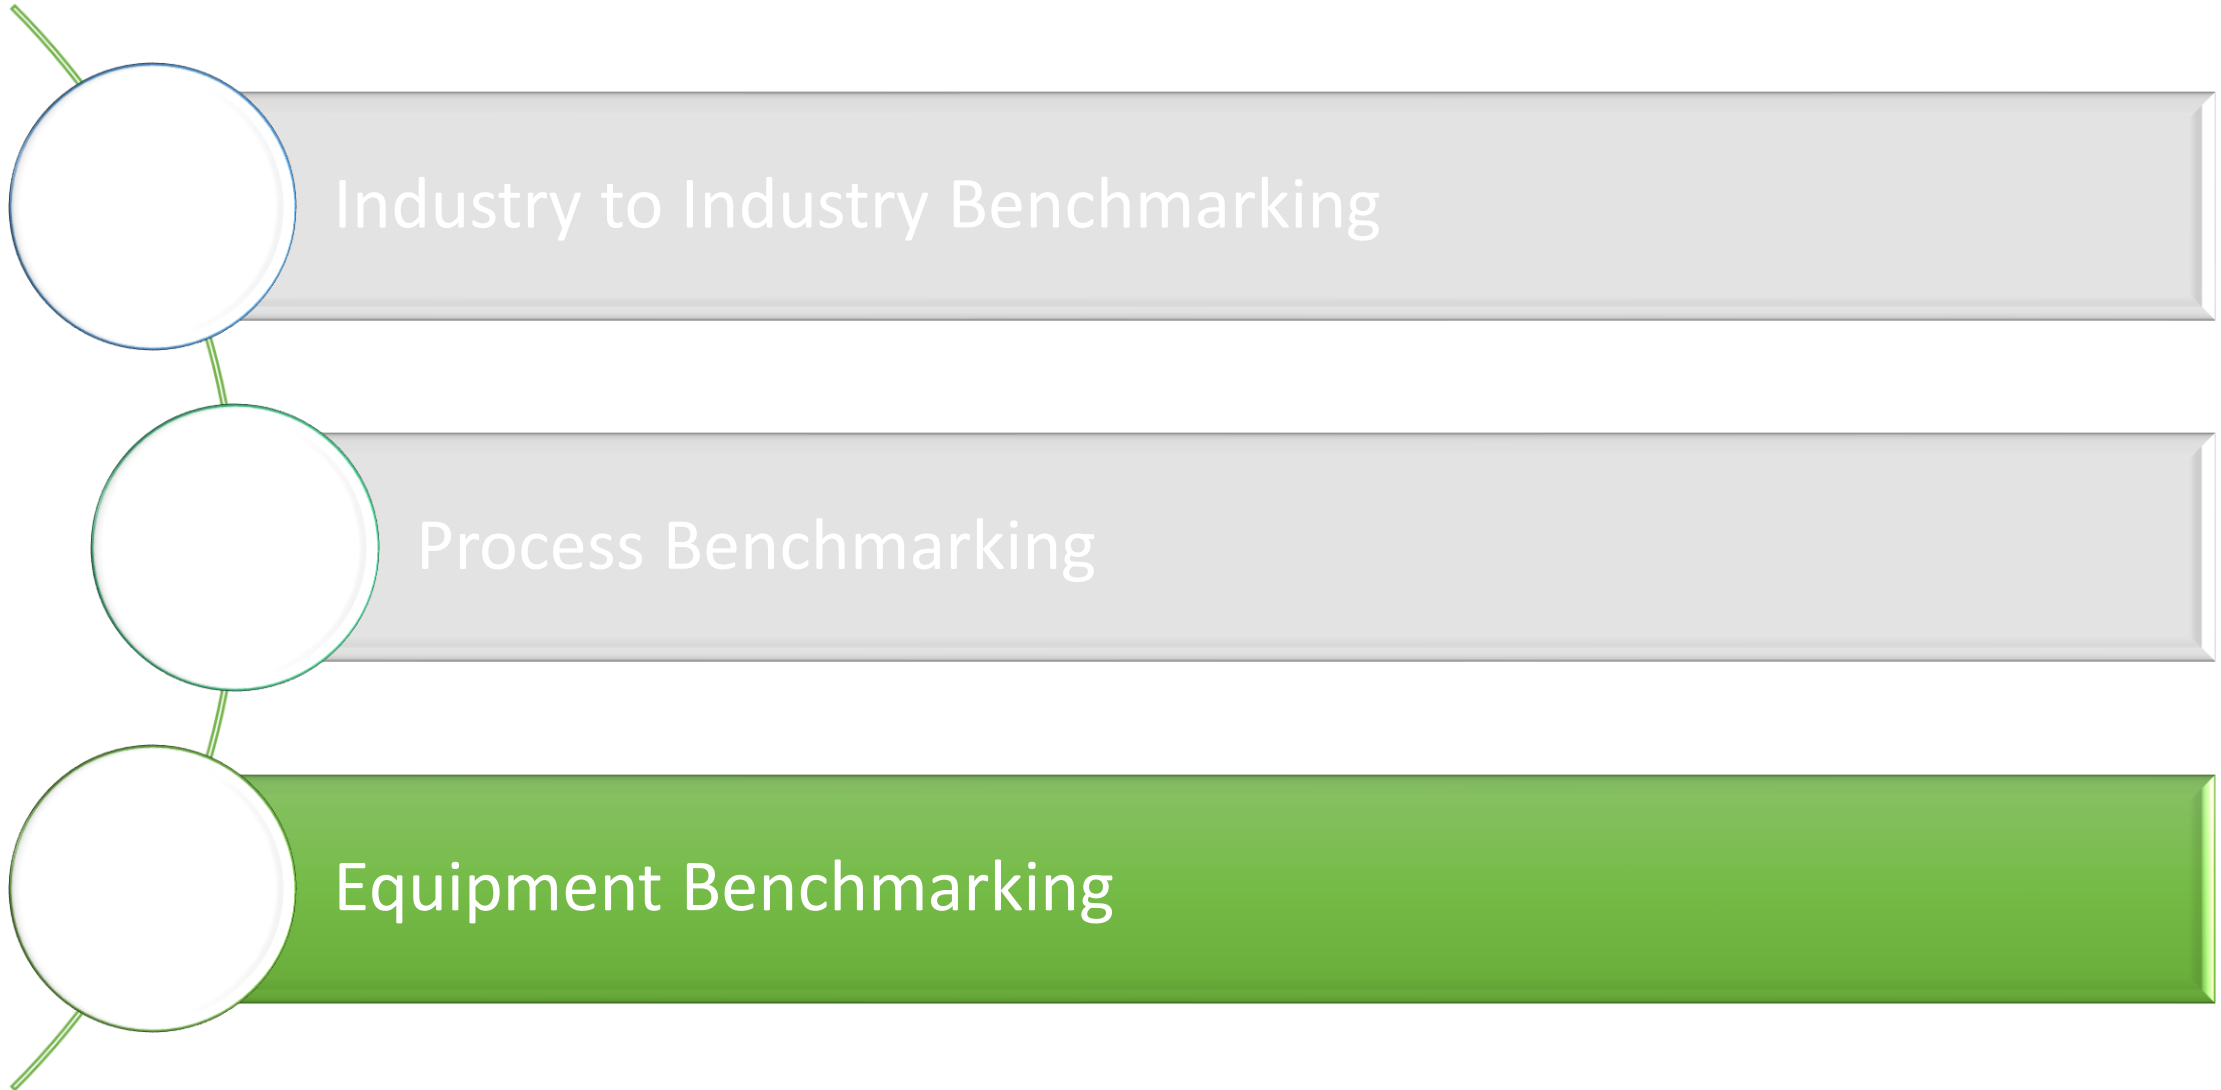 Industry to Industry Benchmarking
Process Benchmarking
Equipment Benchmarking